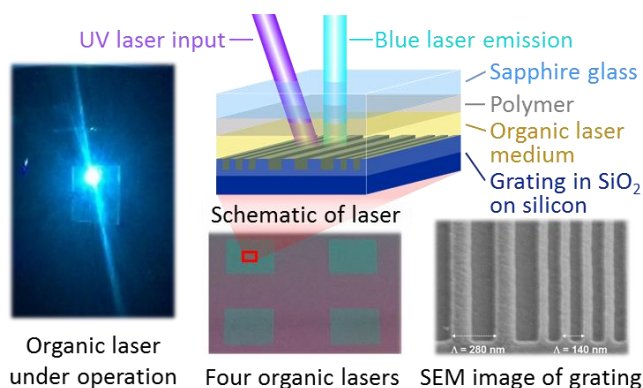 UV laser input
Blue laser emission
Sapphire glass
Polymer
Organic laser
medium
Grating in SiO₂
on silicon
Schematic of laser
Λ = 280 nm
Λ = 140 nm
Organic laser
under operation
Four organic lasers
SEM image of grating